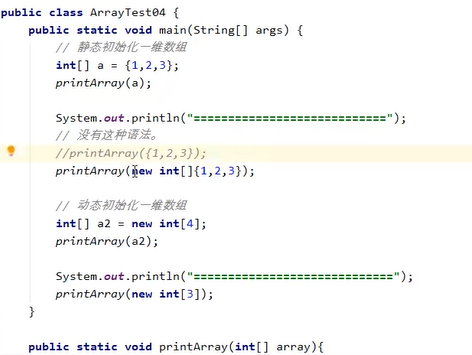 public class ArrayTest04 {
public static void main(String[] args) {
// 静态初始化一维数组
int[] a = {1,2,3};
printArray(a);
System.out.println("============================");
// 没有这种语法。
//printArray({1,2,3});
printArray(new int[]{1,2,3});
// 动态初始化一维数组
int[] a2 = new int[4];
printArray(a2);
System.out.println("=============================");
printArray(new int[3]);
}
public static void printArray(int[] array){